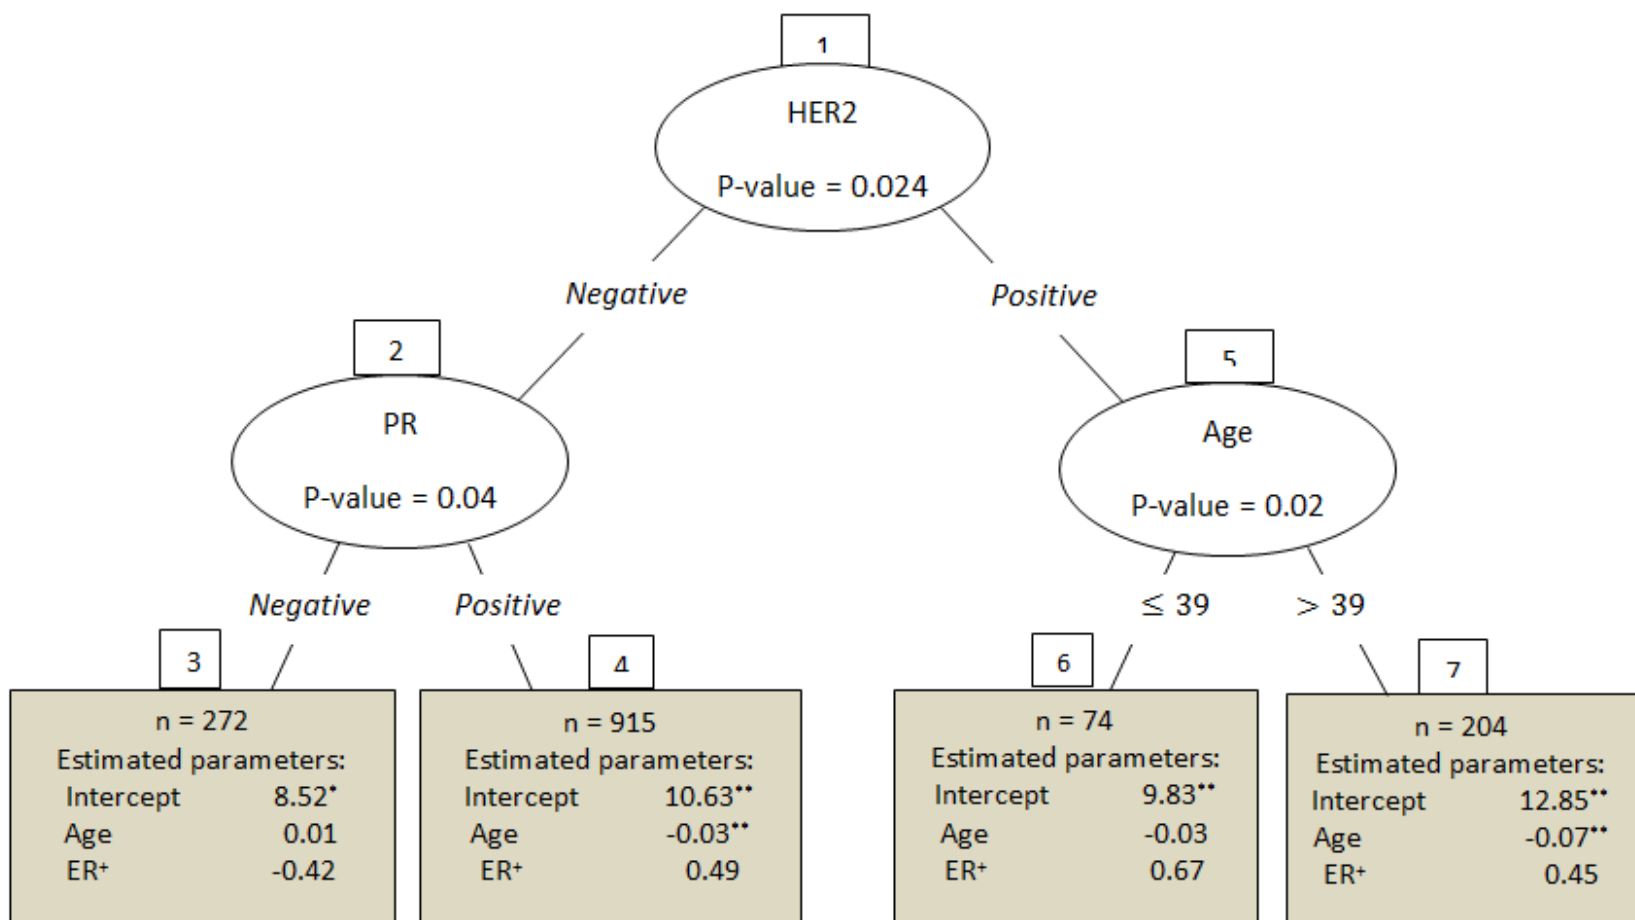 1
HER2
P-value = 0.024
Negative
Positive
2
PR
P-value = 0.04
5
Age
P-value = 0.02
Negative
Positive
≤ 39
> 39
3
n = 272
Estimated parameters:
Intercept 8.52*
Age 0.01
ER⁺ -0.42
4
n = 915
Estimated parameters:
Intercept 10.63**
Age -0.03**
ER⁺ 0.49
6
n = 74
Estimated parameters:
Intercept 9.83**
Age -0.03
ER⁺ 0.67
7
n = 204
Estimated parameters:
Intercept 12.85**
Age -0.07**
ER⁺ 0.45